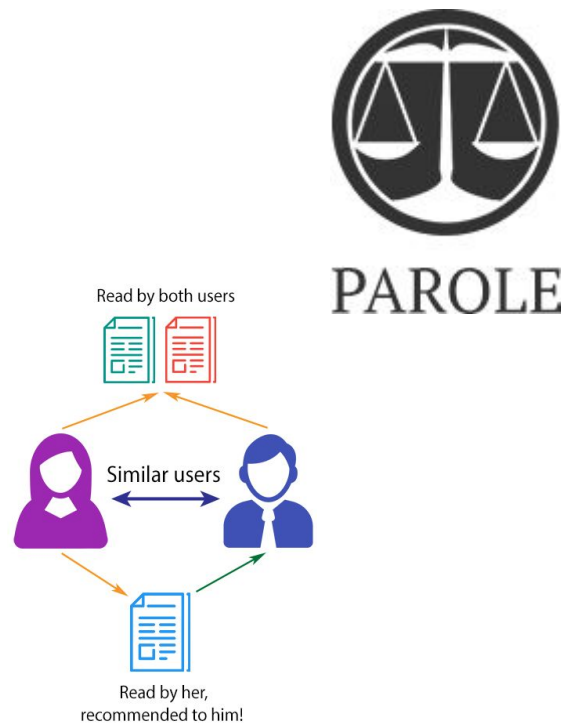 PAROLE
Read by both users
Similar users
Read by her,
recommended to him!